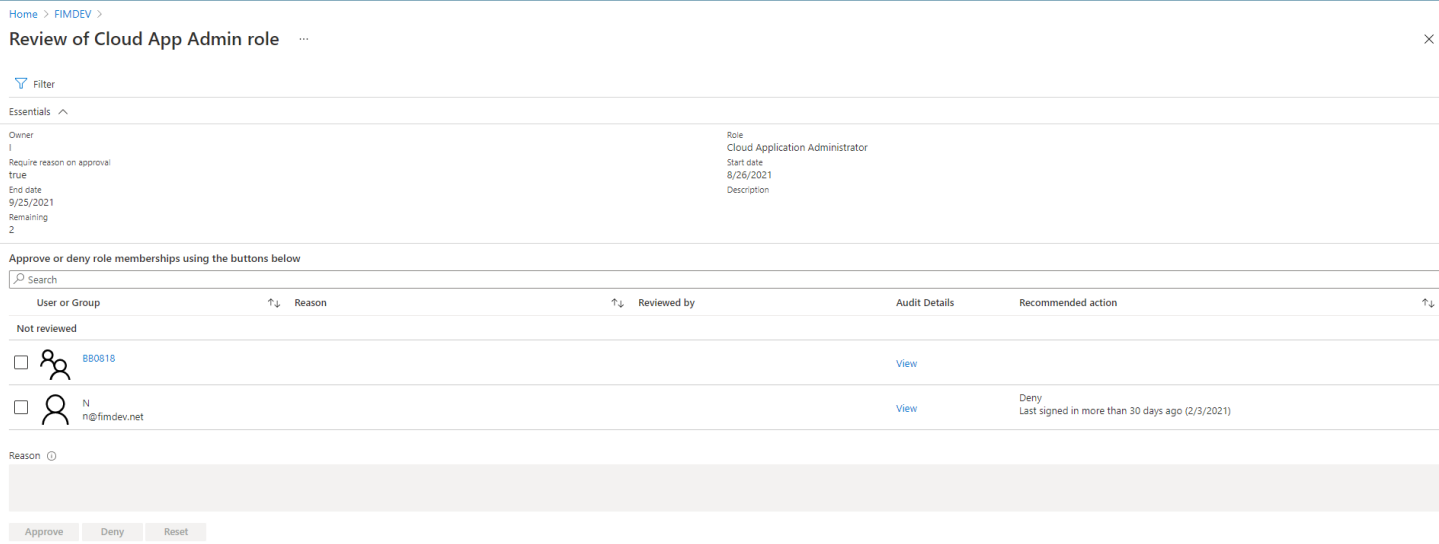 Home > FIMDEV >
Review of Cloud App Admin role ...
Filter
Essentials
Owner
I
Require reason on approval
true
End date
9/25/2021
Remaining
2
Role
Cloud Application Administrator
Start date
8/26/2021
Description
Approve or deny role memberships using the buttons below
Search
User or Group ↑↓ Reason ↑↓ Reviewed by Audit Details Recommended action ↑↓
Not reviewed
BB0818 View
N
n@fimdev.net
View
Deny
Last signed in more than 30 days ago (2/3/2021)
Reason
Approve Deny Reset